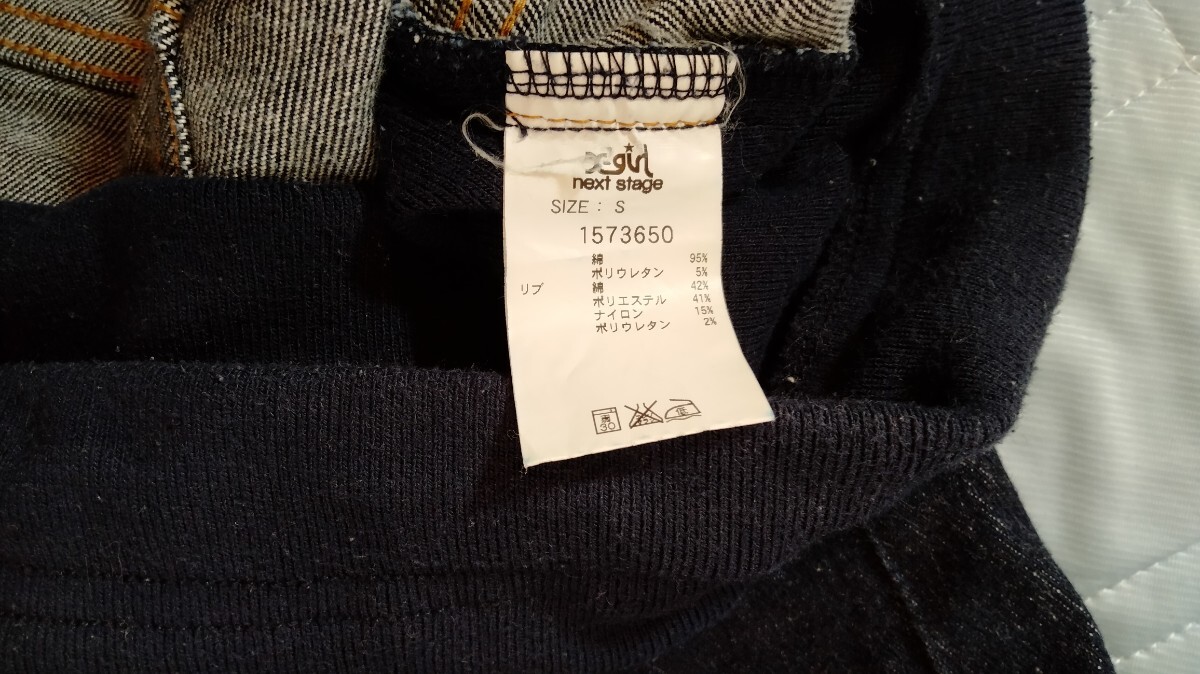 x-girl
next stage
SIZE : S
1573650
綿 95%
ポリウレタン 5%
リブ 綿 42%
ポリエステル 41%
ナイロン 15%
ポリウレタン 2%
30 低